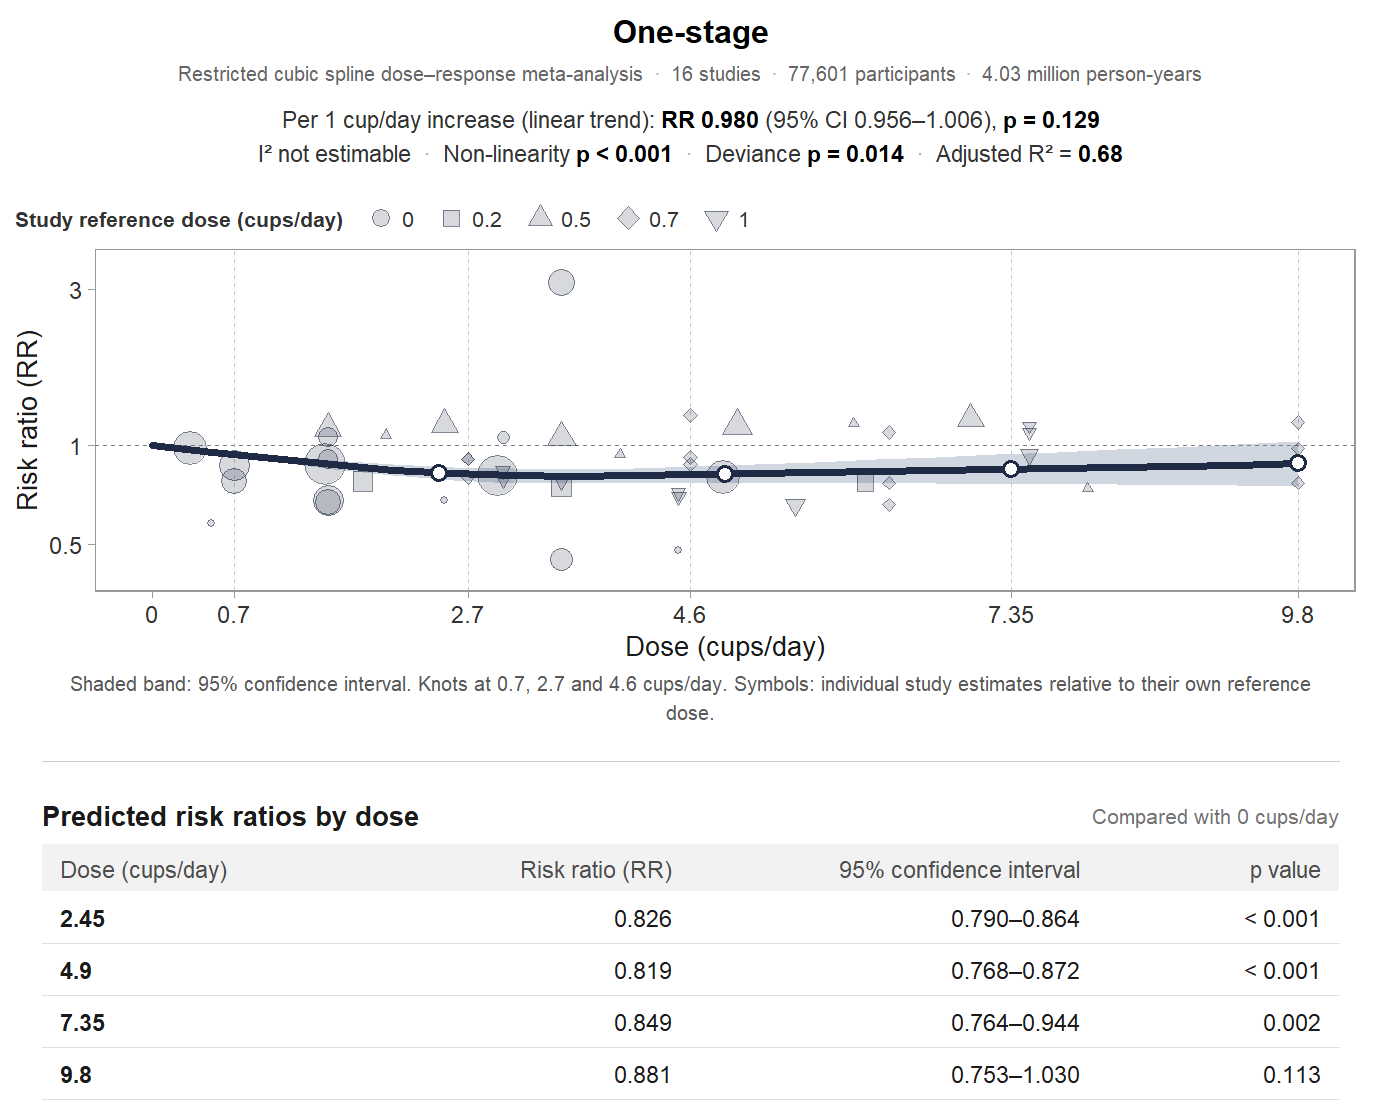 One-stage
Restricted cubic spline dose–response meta-analysis · 16 studies · 77,601 participants · 4.03 million person-years
Per 1 cup/day increase (linear trend): RR 0.980 (95% CI 0.956–1.006), p = 0.129
I² not estimable · Non-linearity p < 0.001 · Deviance p = 0.014 · Adjusted R² = 0.68
Study reference dose (cups/day) 0 0.2 0.5 0.7 1
Risk ratio (RR)
3
1
0.5
0 0.7 2.7 4.6 7.35 9.8
Dose (cups/day)
Shaded band: 95% confidence interval. Knots at 0.7, 2.7 and 4.6 cups/day. Symbols: individual study estimates relative to their own reference
dose.
Predicted risk ratios by dose Compared with 0 cups/day
Dose (cups/day) Risk ratio (RR) 95% confidence interval p value
2.45 0.826 0.790–0.864 < 0.001
4.9 0.819 0.768–0.872 < 0.001
7.35 0.849 0.764–0.944 0.002
9.8 0.881 0.753–1.030 0.113